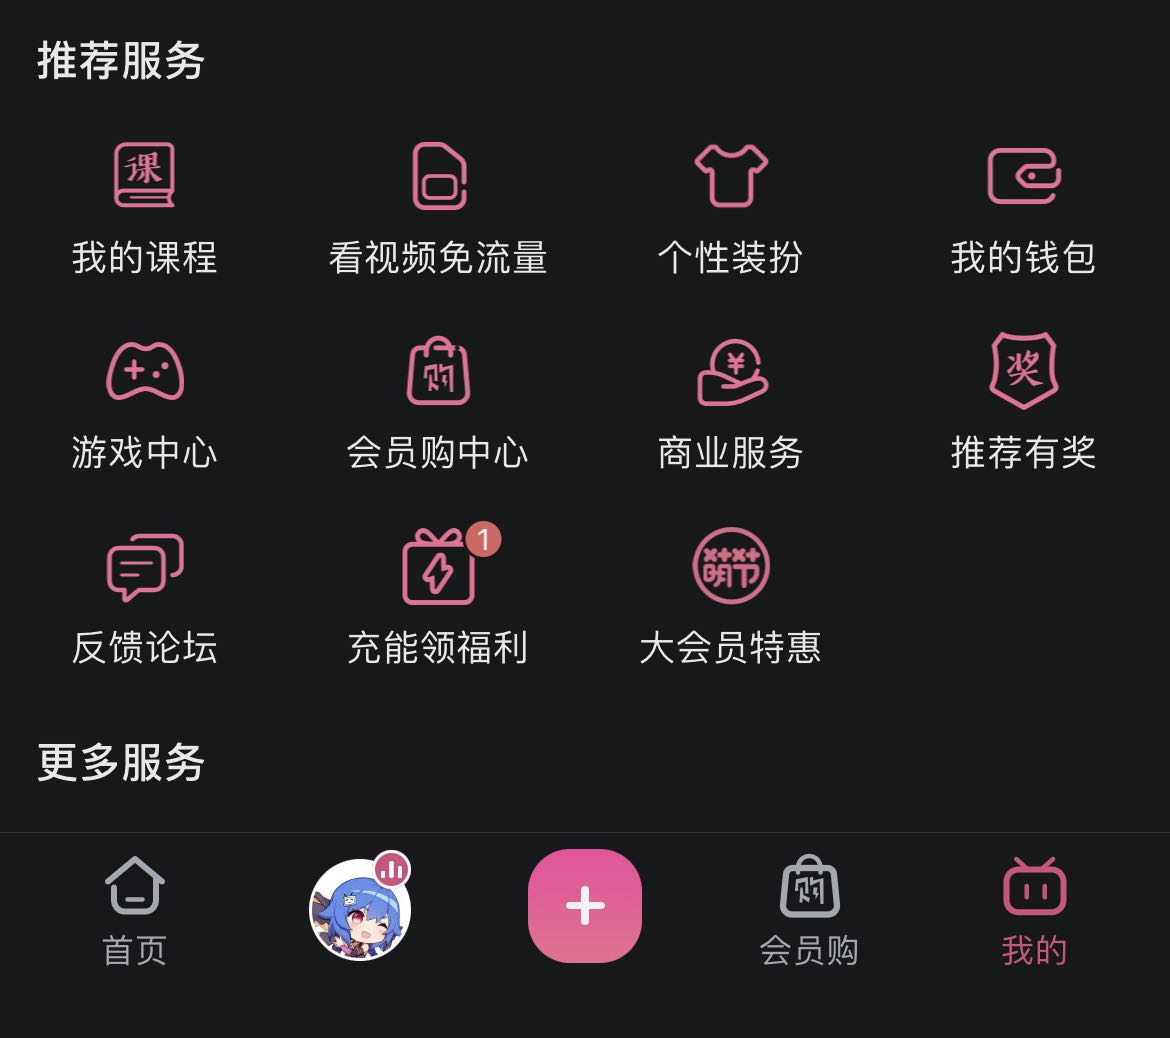 推荐服务
课
我的课程
看视频免流量
个性装扮
我的钱包
游戏中心
购
会员购中心
¥
商业服务
奖
推荐有奖
反馈论坛
1
充能领福利
萌节
大会员特惠
更多服务
首页
购
会员购
我的